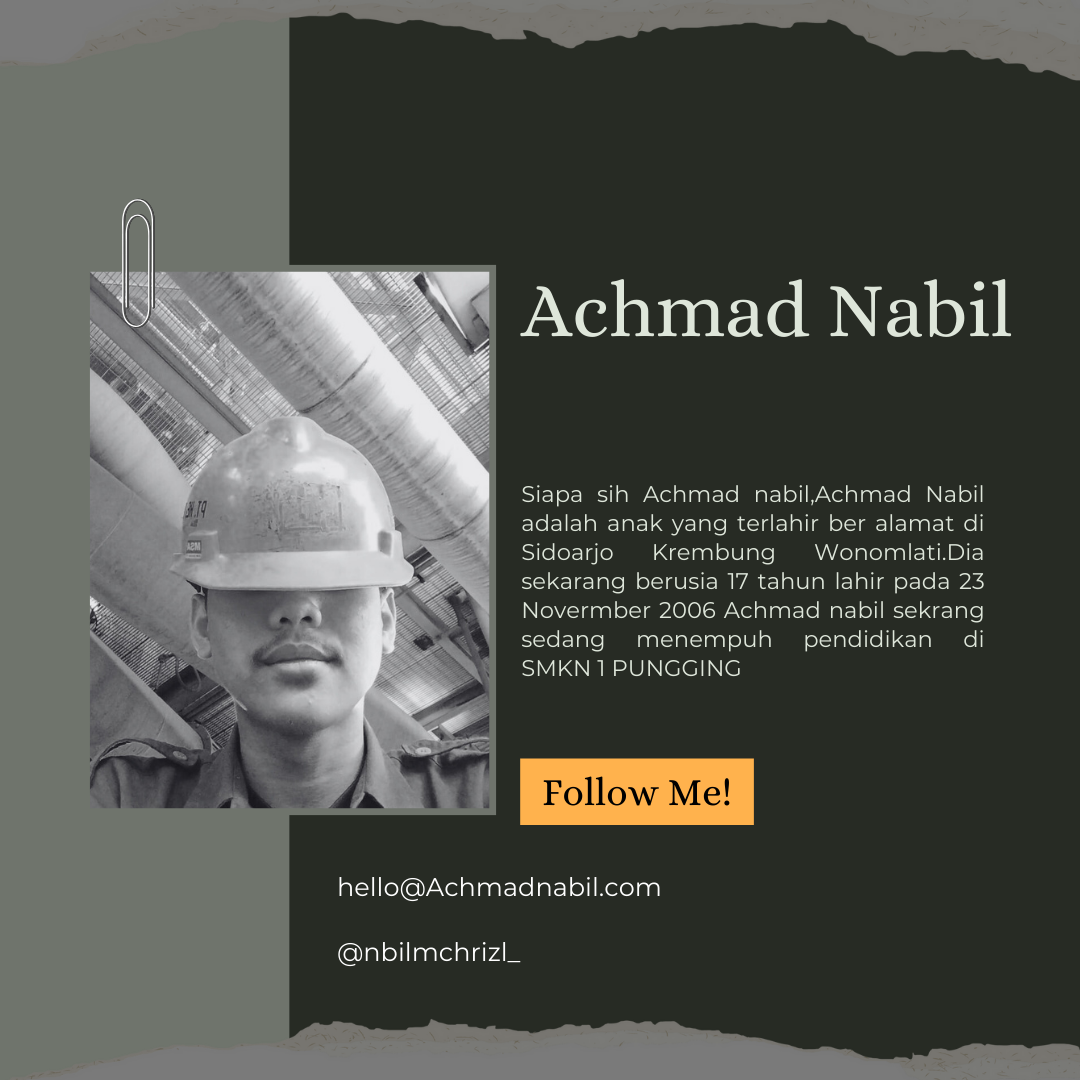 Achmad Nabil
Siapa sih Achmad nabil,Achmad Nabil
adalah anak yang terlahir ber alamat di
Sidoarjo Krembung Wonomlati.Dia
sekarang berusia 17 tahun lahir pada 23
Novermber 2006 Achmad nabil sekrang
sedang menempuh pendidikan di
SMKN 1 PUNGGING
Follow Me!
hello@Achmadnabil.com
@nbilmchrizl_